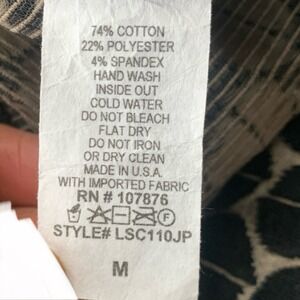 74% COTTON
22% POLYESTER
4% SPANDEX
HAND WASH
INSIDE OUT
COLD WATER
DO NOT BLEACH
FLAT DRY
DO NOT IRON
OR DRY CLEAN
MADE IN U.S.A.
WITH IMPORTED FABRIC
RN # 107876
STYLE# LSC110JP
M